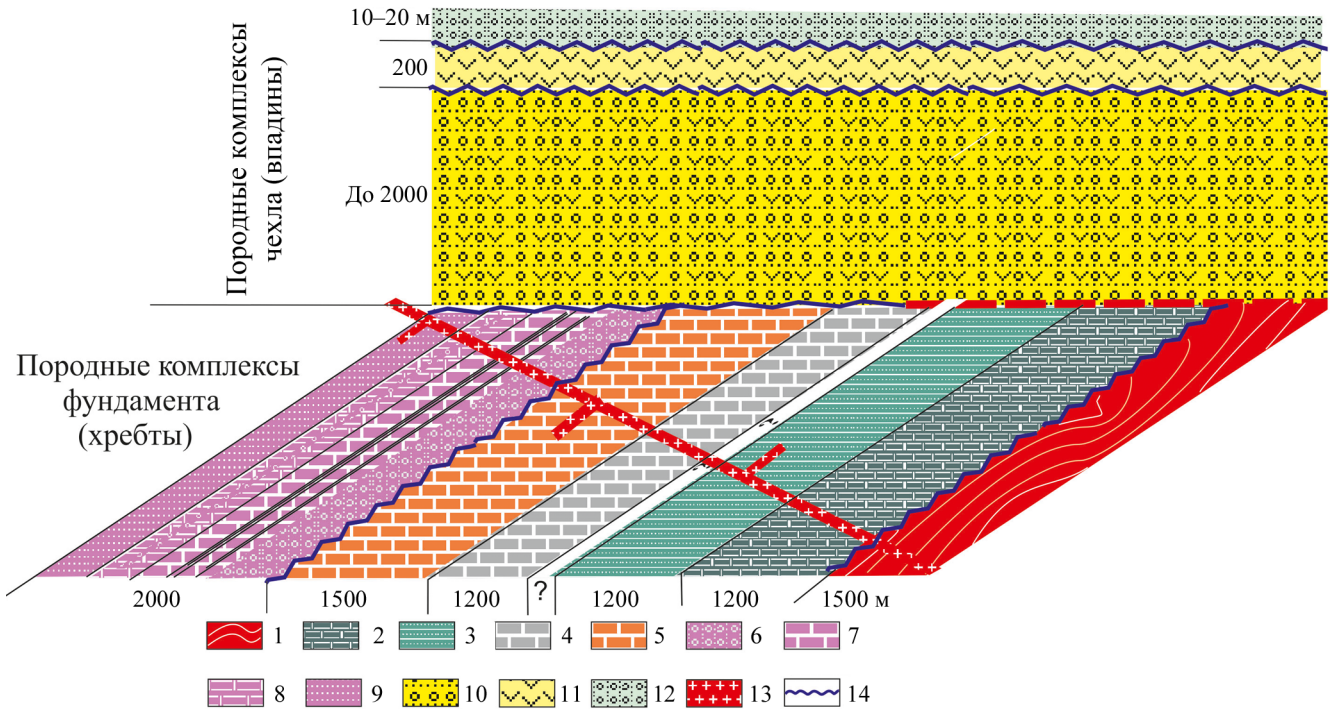 10–20 м
200
До 2000
Породные комплексы
чехла (впадины)
Породные комплексы
фундамента
(хребты)
2000
1500
1200
?
1200
1200
1500 м
1
2
3
4
5
6
7
8
9
10
11
12
13
14